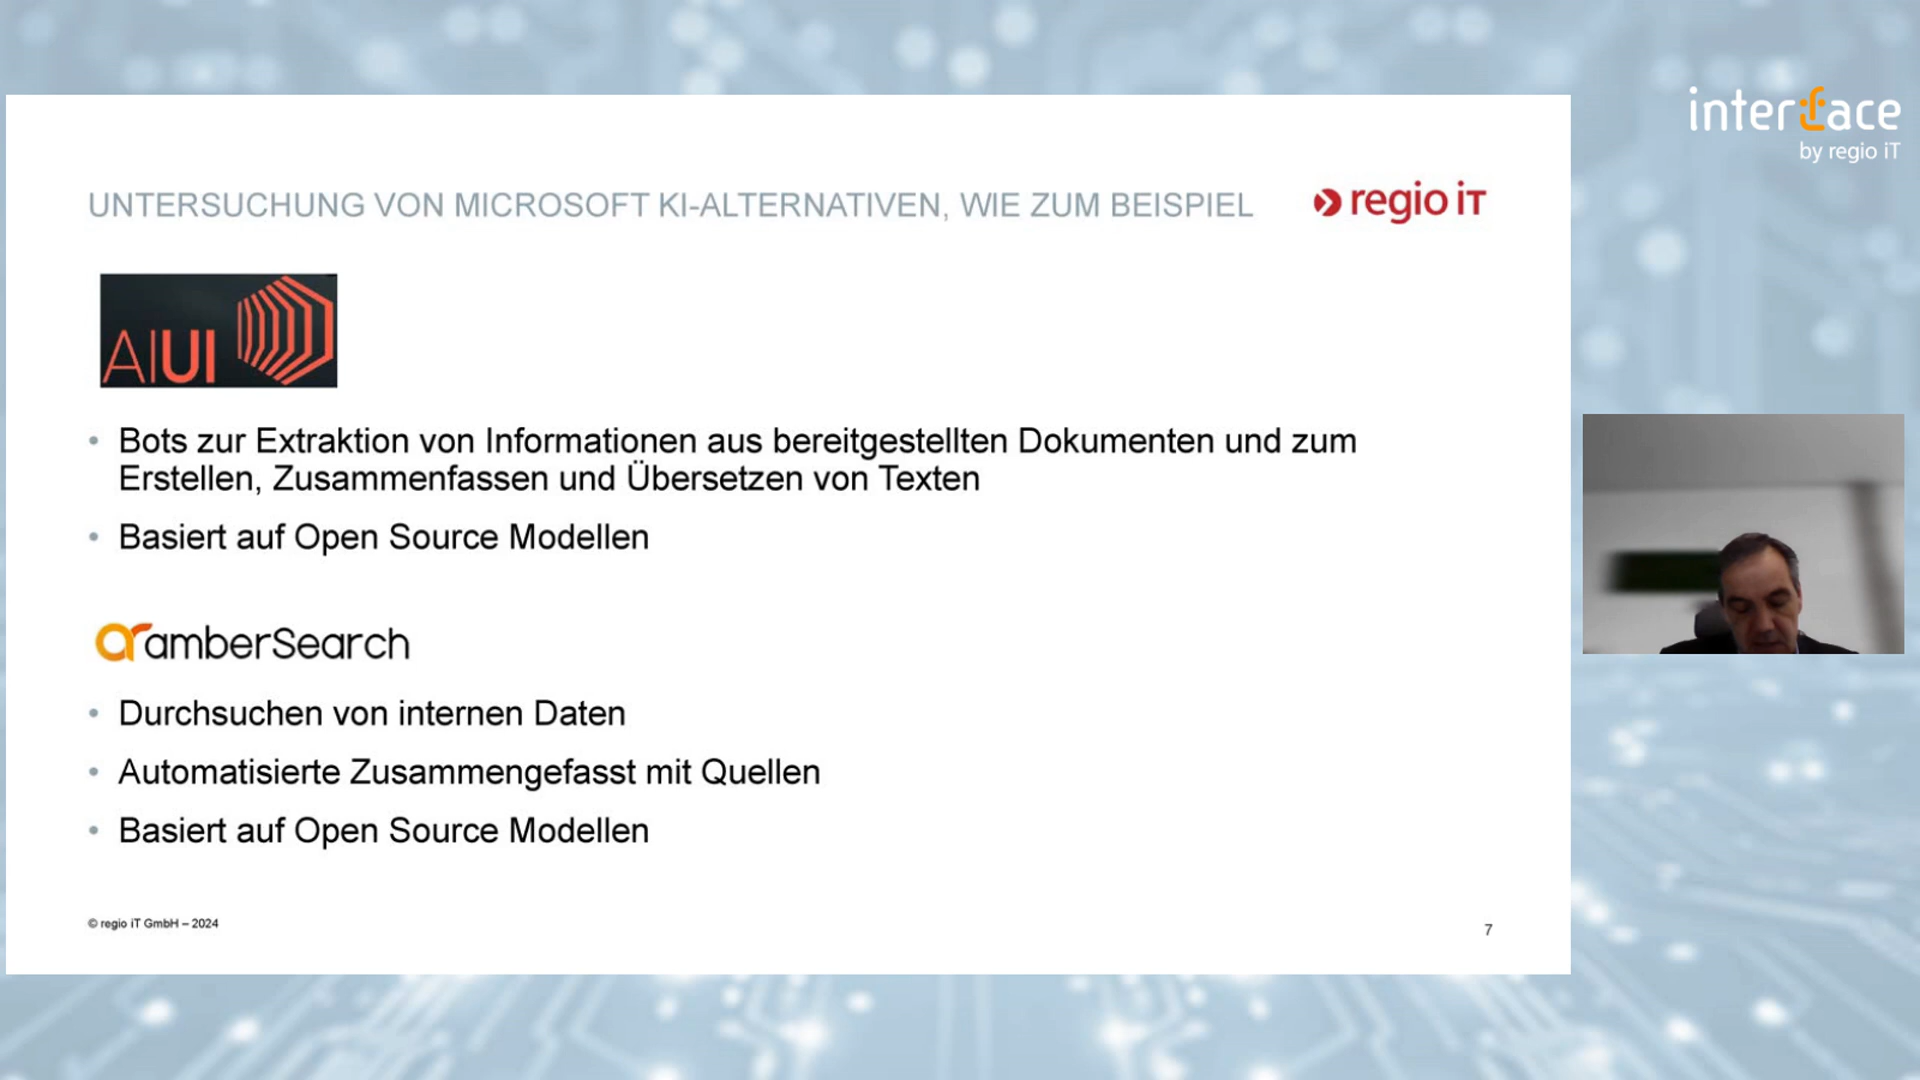 interface
by regio iT
UNTERSUCHUNG VON MICROSOFT KI-ALTERNATIVEN, WIE ZUM BEISPIEL
regio iT
AIUI
• Bots zur Extraktion von Informationen aus bereitgestellten Dokumenten und zum
Erstellen, Zusammenfassen und Übersetzen von Texten
• Basiert auf Open Source Modellen
amberSearch
• Durchsuchen von internen Daten
• Automatisierte Zusammengefasst mit Quellen
• Basiert auf Open Source Modellen
© regio iT GmbH – 2024
7